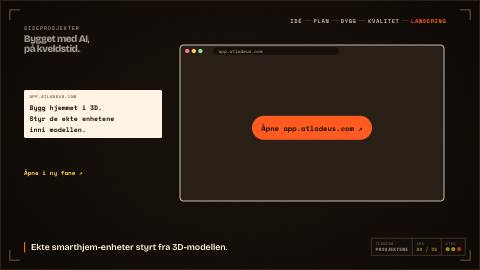 SIDEPROSJEKTER
Bygget med AI,
på kveldstid.
IDÉ — PLAN — BYGG — KVALITET — LANSERING
app.atladeus.com
APP.ATLADEUS.COM
Bygg hjemmet i 3D.
Styr de ekte enhetene
inni modellen.
Åpne app.atladeus.com ↗
Åpne i ny fane ↗
Ekte smarthjem-enheter styrt fra 3D-modellen.
PROSJEKTENE